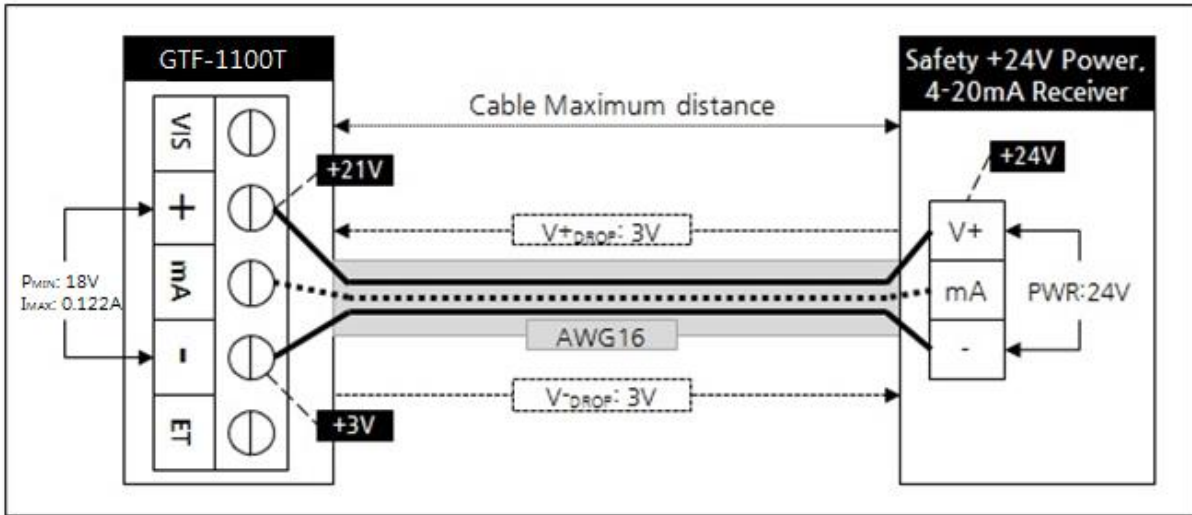 GTF-1100T
Safety +24V Power,
4-20mA Receiver
Cable Maximum distance
VIS
+
mA
-
ET
+21V
+24V
V+DROP: 3V
PMIN: 18V
IMAX: 0.122A
V+
mA
-
PWR:24V
AWG16
V-DROP: 3V
+3V